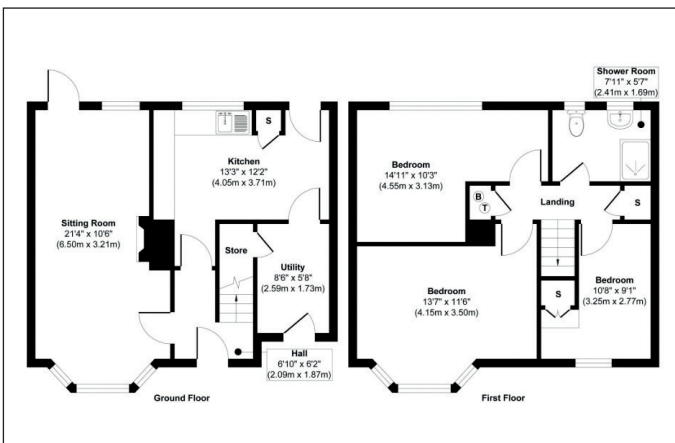 S
Kitchen
13'3" x 12'2"
(4.05m x 3.71m)
Sitting Room
21'4" x 10'6"
(6.50m x 3.21m)
Store
Utility
8'6" x 5'8"
(2.59m x 1.73m)
Hall
6'10" x 6'2"
(2.09m x 1.87m)
Ground Floor
Shower Room
7'11" x 5'7"
(2.41m x 1.69m)
Bedroom
14'11" x 10'3"
(4.55m x 3.13m)
B
T
Landing
S
Bedroom
13'7" x 11'6"
(4.15m x 3.50m)
Bedroom
10'8" x 9'1"
(3.25m x 2.77m)
S
First Floor